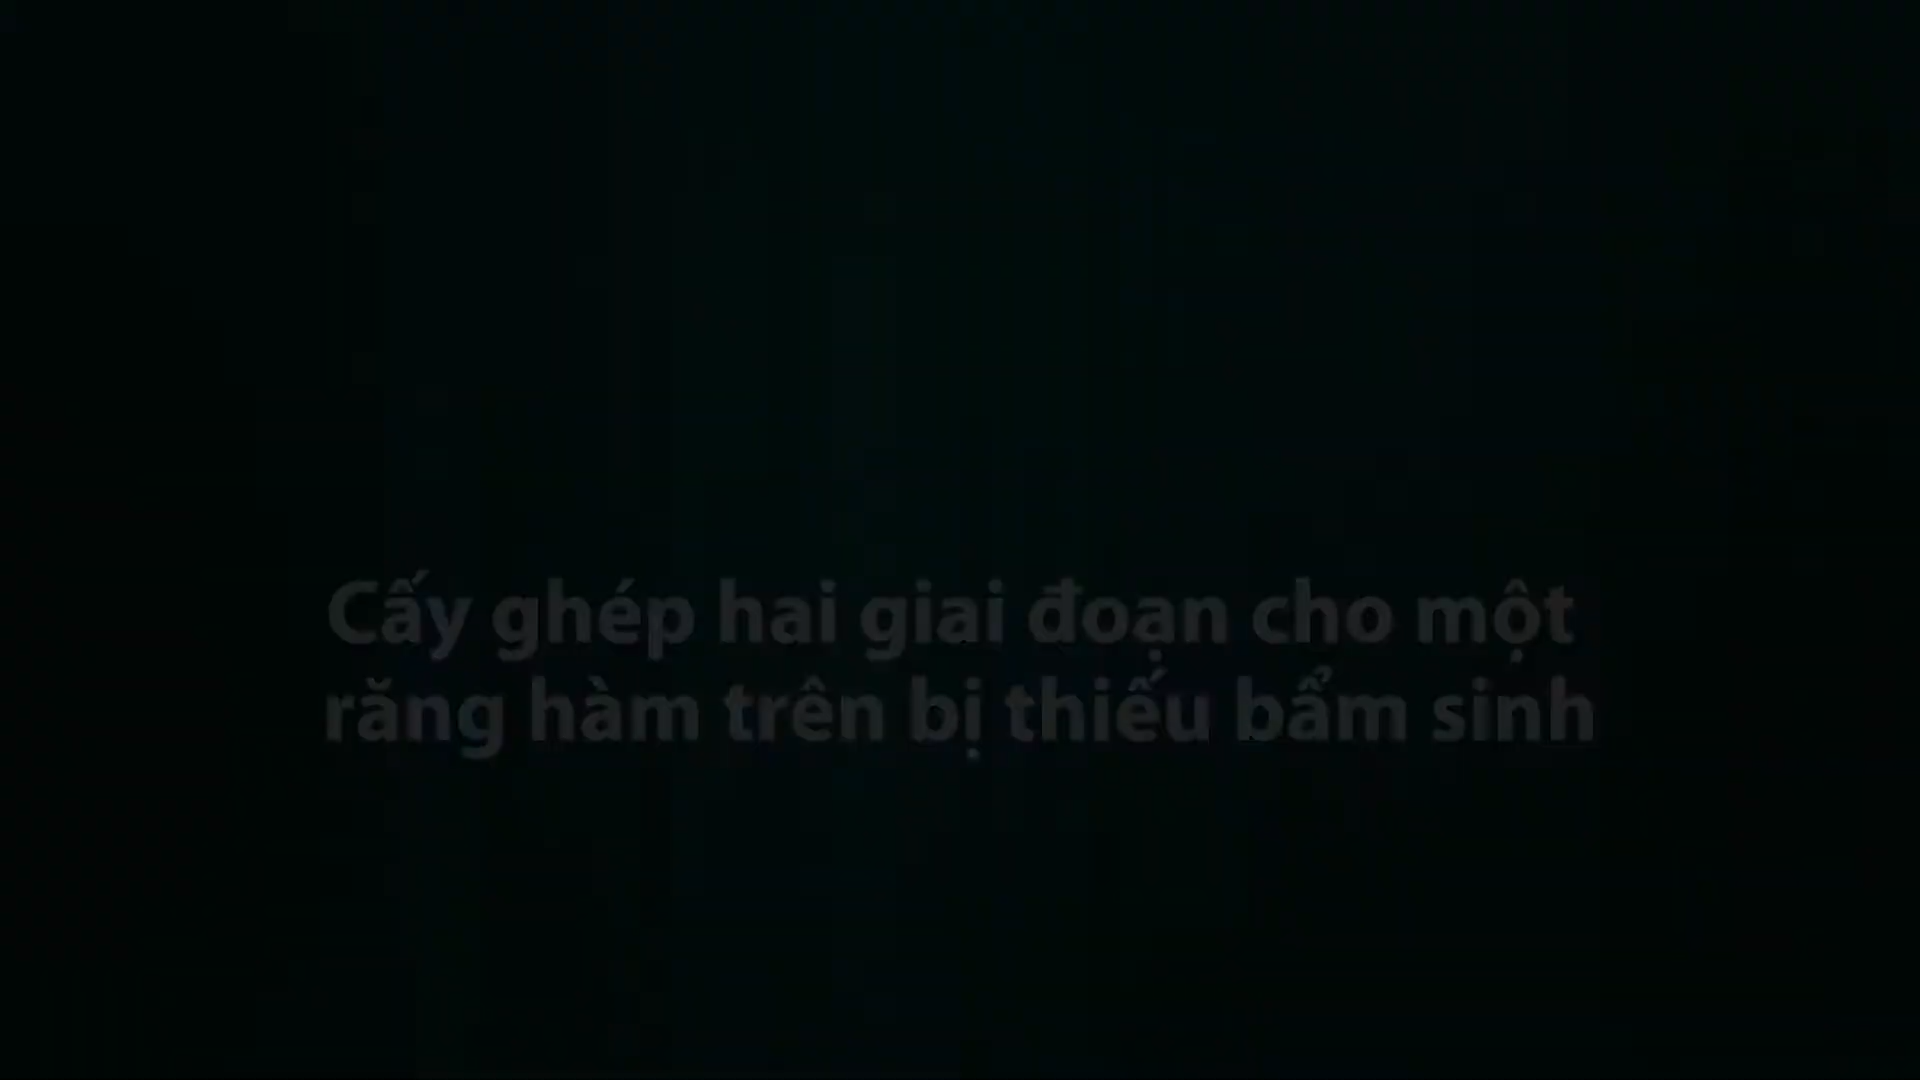 Cấy ghép hai giai đoạn cho một
răng hàm trên bị thiếu bẩm sinh